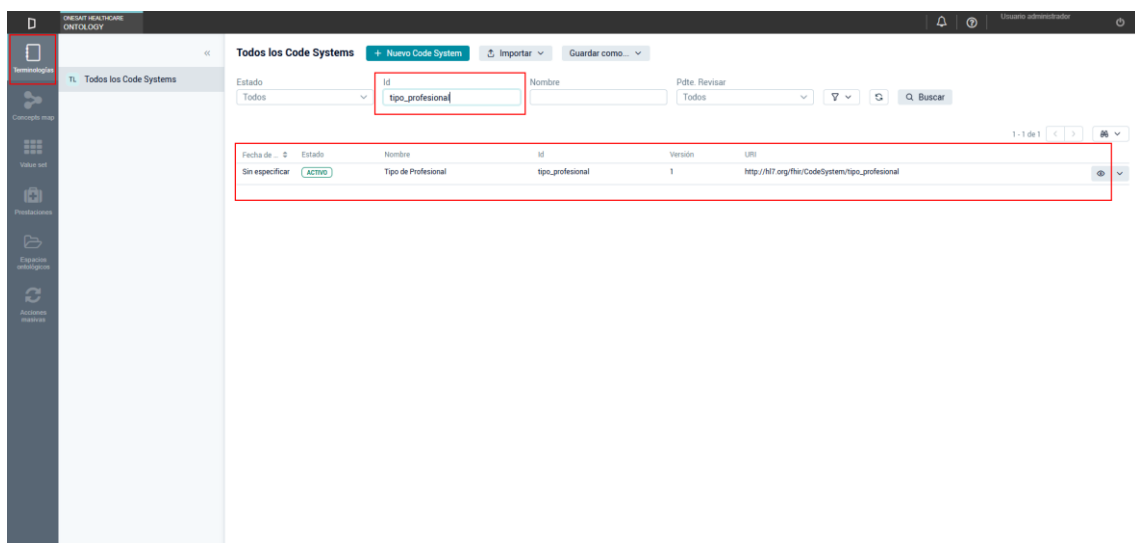 ONESAIT HEALTHCARE
ONTOLOGY
Usuario administrador
Terminologías
Concepts map
Value set
Prestaciones
Espacios
ontológicos
Acciones
masivas
«
TL Todos los Code Systems
Todos los Code Systems + Nuevo Code System Importar Guardar como...
Estado Id Nombre Pdte. Revisar
Todos tipo_profesional Todos Buscar
1 - 1 de 1 < >
Fecha de ... Estado Nombre Id Versión URI
Sin especificar ACTIVO Tipo de Profesional tipo_profesional 1 http://hl7.org/fhir/CodeSystem/tipo_profesional